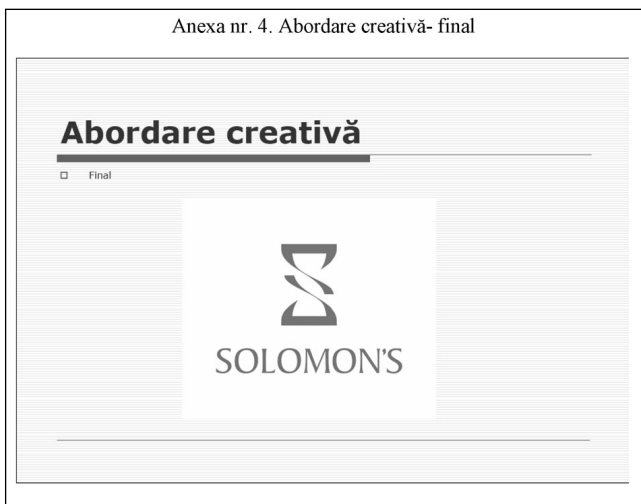 Anexa nr. 4. Abordare creativă- final
Abordare creativă
Final
SOLOMON'S